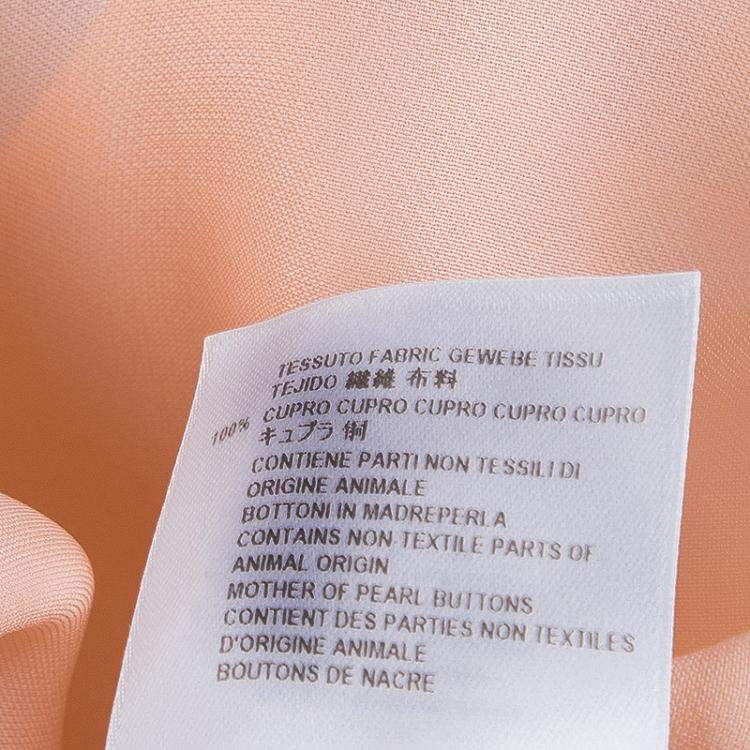 TESSUTO FABRIC GEWEBE TISSU
TEJIDO 繊維 布料
100% CUPRO CUPRO CUPRO CUPRO CUPRO
キュプラ 铜
CONTIENE PARTI NON TESSILI DI
ORIGINE ANIMALE
BOTTONI IN MADREPERLA
CONTAINS NON TEXTILE PARTS OF
ANIMAL ORIGIN
MOTHER OF PEARL BUTTONS
CONTIENT DES PARTIES NON TEXTILES
D'ORIGINE ANIMALE
BOUTONS DE NACRE